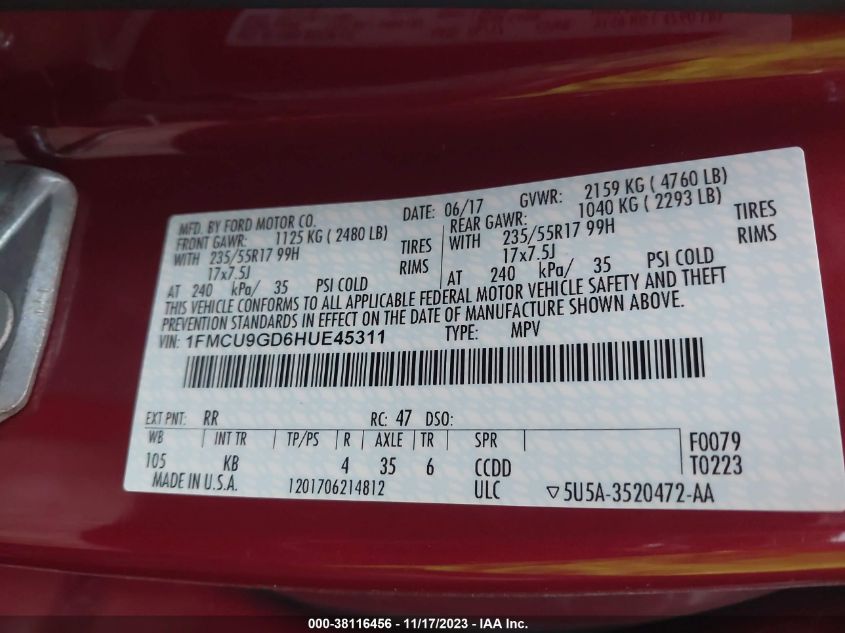 MFD. BY FORD MOTOR CO. DATE: 06/17 GVWR: 2159 KG ( 4760 LB)
FRONT GAWR: 1125 KG ( 2480 LB) REAR GAWR: 1040 KG ( 2293 LB)
WITH 235/55R17 99H TIRES WITH 235/55R17 99H TIRES
17x7.5J RIMS 17x7.5J RIMS
AT 240 kPa/ 35 PSI COLD AT 240 kPa/ 35 PSI COLD
THIS VEHICLE CONFORMS TO ALL APPLICABLE FEDERAL MOTOR VEHICLE SAFETY AND THEFT
PREVENTION STANDARDS IN EFFECT ON THE DATE OF MANUFACTURE SHOWN ABOVE.
VIN: 1FMCU9GD6HUE45311 TYPE: MPV
EXT PNT: RR RC: 47 DSO:
WB INT TR TP/PS R AXLE TR SPR F0079
105 KB 4 35 6 CCDD T0223
MADE IN U.S.A. 1201706214812 ULC ▽5U5A-3520472-AA
000-38116456 - 11/17/2023 - IAA Inc.